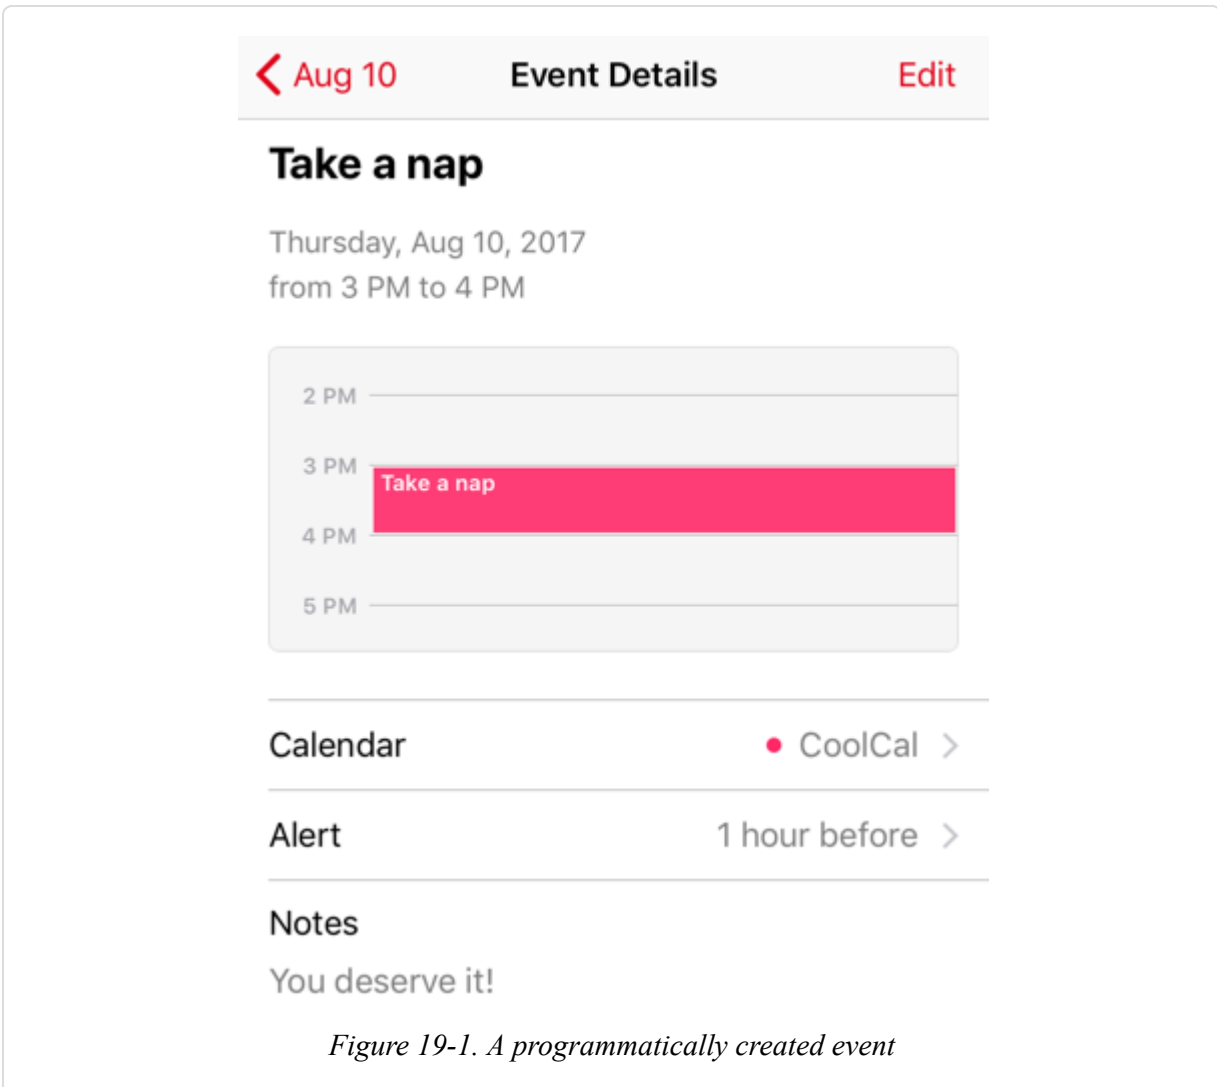 Aug 10 Event Details Edit
Take a nap
Thursday, Aug 10, 2017
from 3 PM to 4 PM
2 PM
3 PM
Take a nap
4 PM
5 PM
Calendar CoolCal
Alert 1 hour before
Notes
You deserve it!
Figure 19-1. A programmatically created event